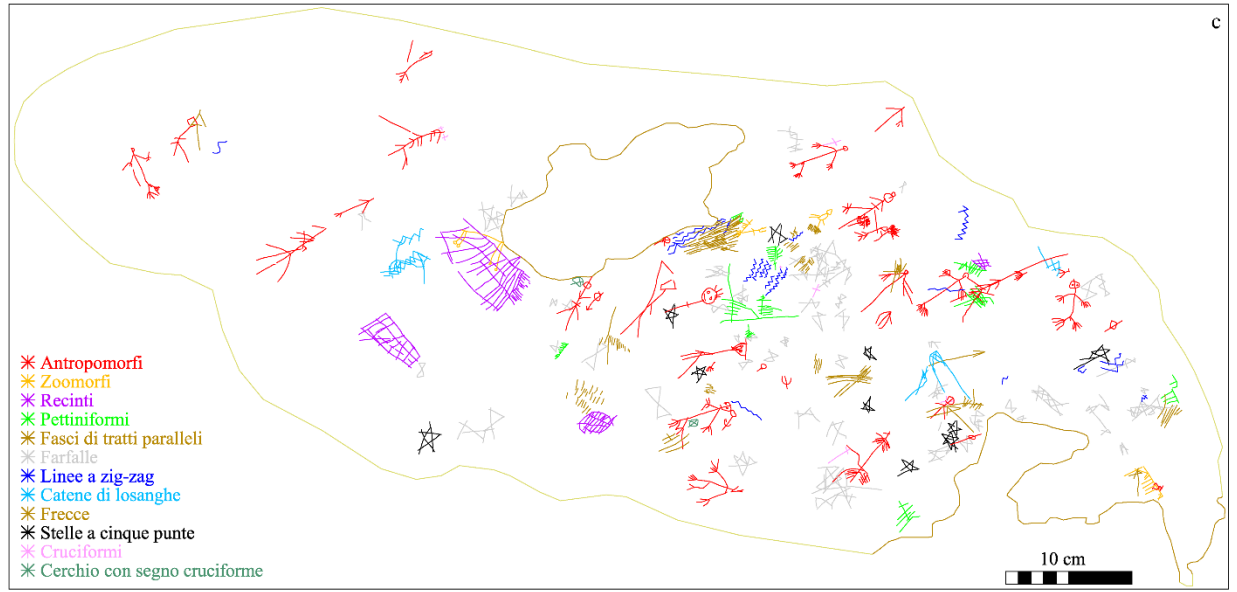 c
Antropomorfi
Zoomorfi
Recinti
Pettiniformi
Fasci di tratti paralleli
Farfalle
Linee a zig-zag
Catene di losanghe
Frecce
Stelle a cinque punte
Cruciformi
Cerchio con segno cruciforme
10 cm